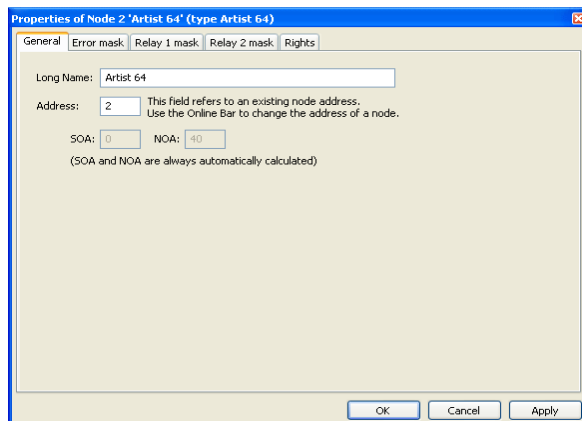 Properties of Node 2 'Artist 64' (type Artist 64)
General Error mask Relay 1 mask Relay 2 mask Rights
Long Name: Artist 64
Address: 2 This field refers to an existing node address.
Use the Online Bar to change the address of a node.
SOA: 0 NOA: 40
(SOA and NOA are always automatically calculated)
OK Cancel Apply